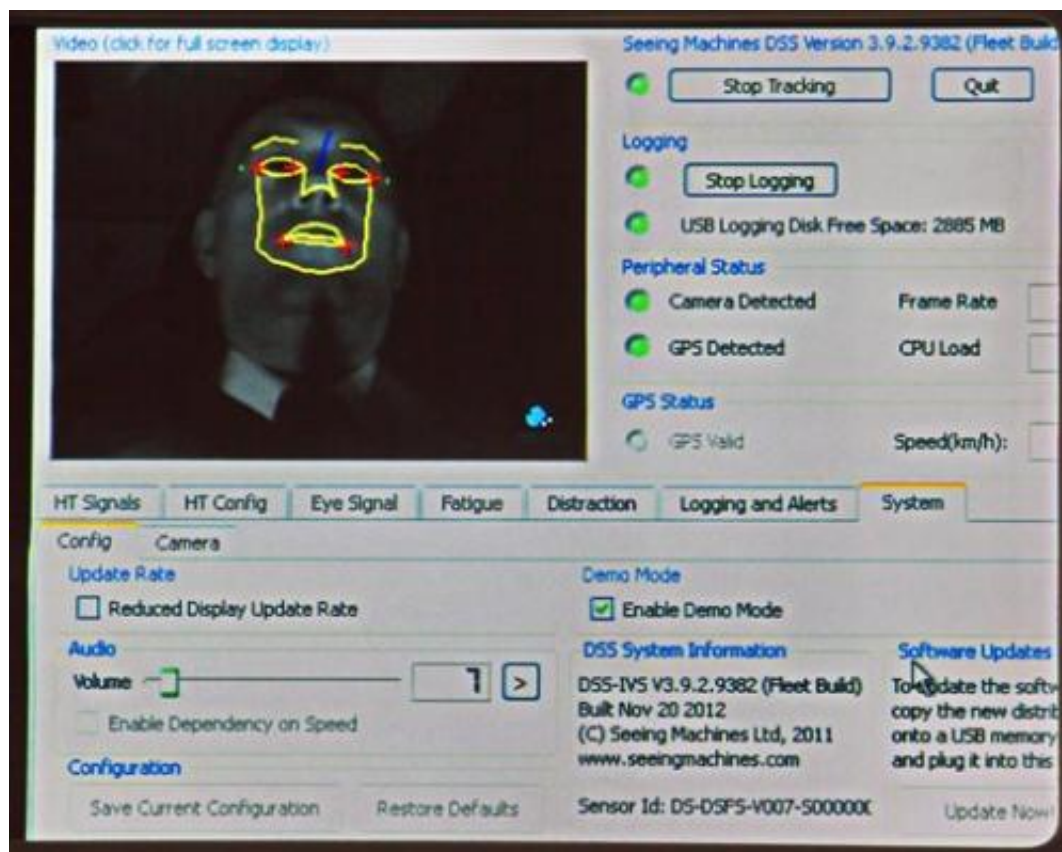 Video (click for full screen display)
Seeing Machines DSS Version 3.9.2.9382 (Fleet Build
Stop Tracking
Quit
Logging
Stop Logging
USB Logging Disk Free Space: 2885 MB
Peripheral Status
Camera Detected
Frame Rate
GPS Detected
CPU Load
GPS Status
GPS Valid
Speed(km/h):
HT Signals
HT Config
Eye Signal
Fatigue
Distraction
Logging and Alerts
System
Config
Camera
Update Rate
Reduced Display Update Rate
Demo Mode
Enable Demo Mode
Audio
Volume
7
>
Enable Dependency on Speed
Configuration
Save Current Configuration
Restore Defaults
DSS System Information
DSS-IVS V3.9.2.9382 (Fleet Build)
Built Nov 20 2012
(C) Seeing Machines Ltd, 2011
www.seeingmachines.com
Sensor Id: DS-DSFS-V007-S000000
Software Updates
To update the softw
copy the new distrib
onto a USB memory
and plug it into this
Update Now!